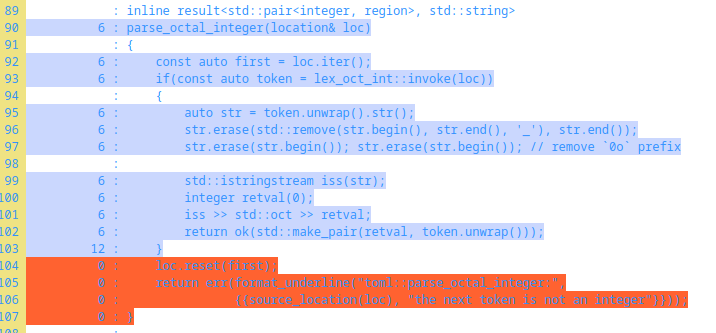 89 : inline result<std::pair<integer, region>, std::string>
90 6 : parse_octal_integer(location& loc)
91 : {
92 6 : const auto first = loc.iter();
93 6 : if(const auto token = lex_oct_int::invoke(loc))
94 : {
95 6 : auto str = token.unwrap().str();
96 6 : str.erase(std::remove(str.begin(), str.end(), '_'), str.end());
97 6 : str.erase(str.begin()); str.erase(str.begin()); // remove `0o` prefix
98 :
99 6 : std::istringstream iss(str);
100 6 : integer retval(0);
101 6 : iss >> std::oct >> retval;
102 6 : return ok(std::make_pair(retval, token.unwrap()));
103 12 : }
104 0 : loc.reset(first);
105 0 : return err(format_underline("toml::parse_octal_integer:",
106 0 : {{source_location(loc), "the next token is not an integer"}}));
107 0 : }
108 :